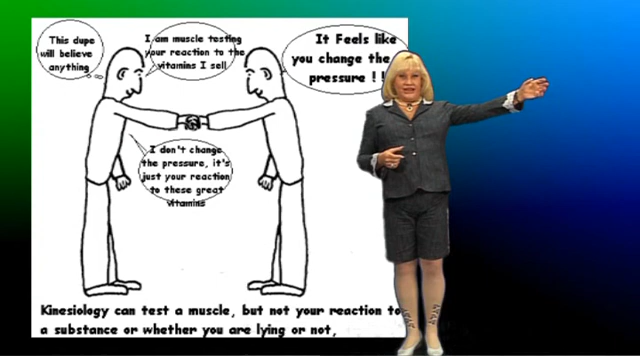 This dupe
will believe
anything
I am muscle testing
your reaction to the
vitamins I sell
It Feels like
you change the
pressure ! !
I don't change
the pressure, it's
just your reaction
to these great
vitamins
Kinesiology can test a muscle, but not your reaction to
a substance or whether you are lying or not,